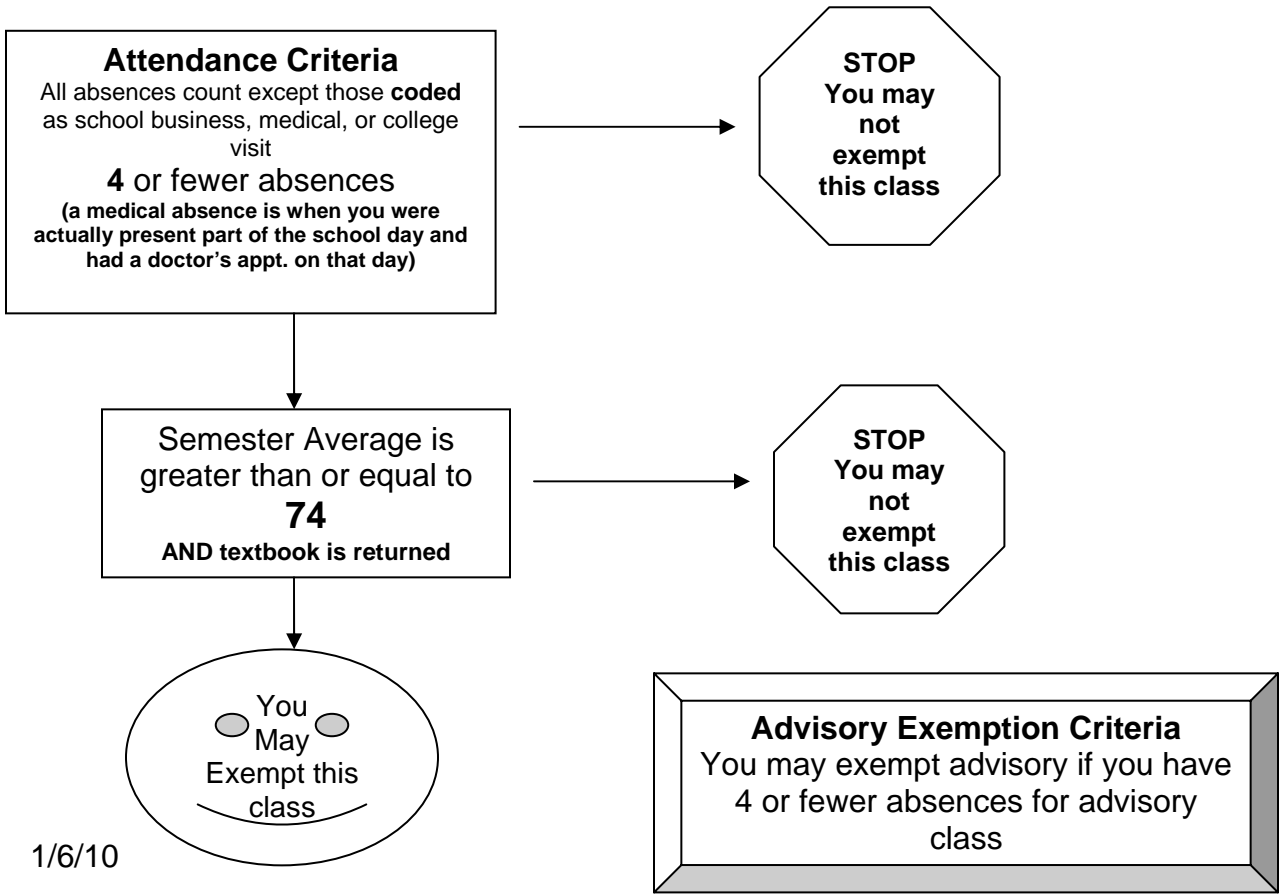 Attendance Criteria
All absences count except those coded
as school business, medical, or college
visit
4 or fewer absences
(a medical absence is when you were
actually present part of the school day and
had a doctor's appt. on that day)
STOP
You may
not
exempt
this class
Semester Average is
greater than or equal to
74
AND textbook is returned
STOP
You may
not
exempt
this class
You
May
Exempt this
class
Advisory Exemption Criteria
You may exempt advisory if you have
4 or fewer absences for advisory
class
1/6/10